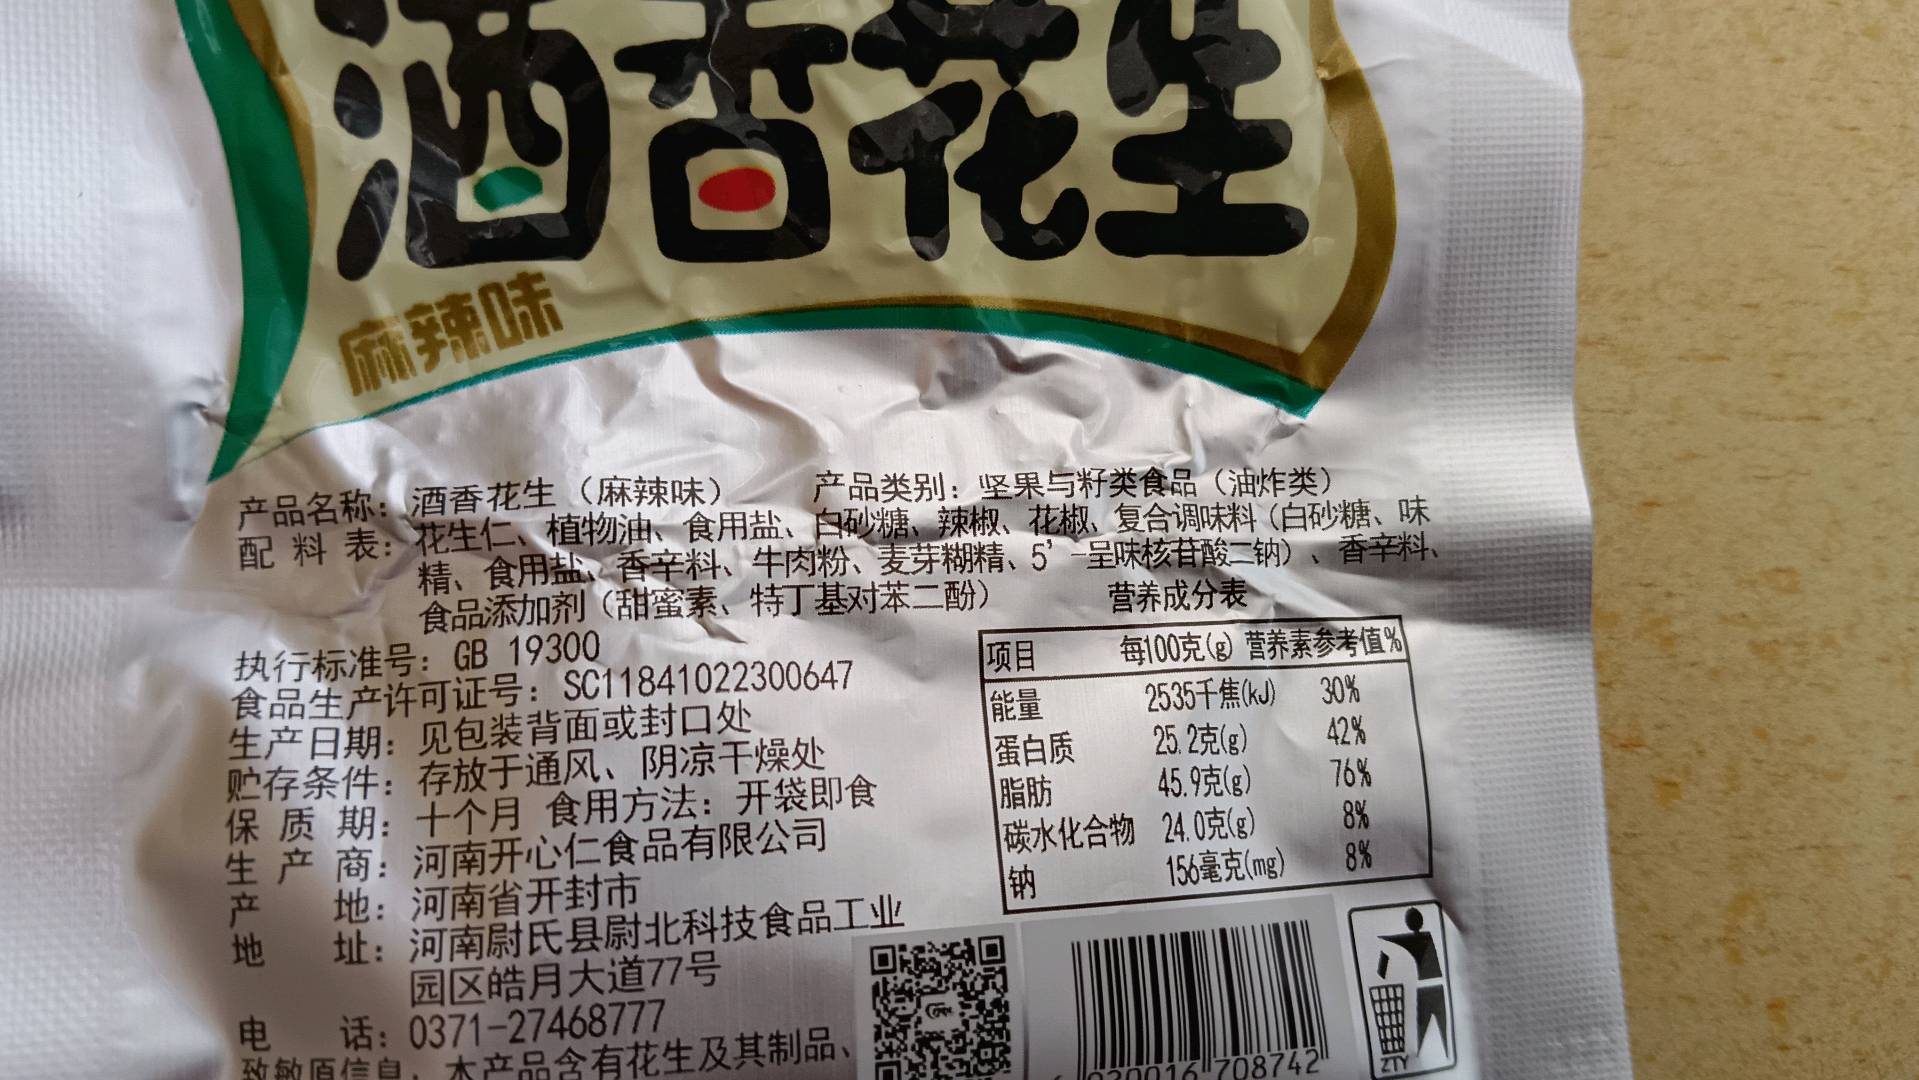 酒香花生
麻辣味
产品名称：酒香花生（麻辣味） 产品类别：坚果与籽类食品（油炸类）
配料表：花生仁、植物油、食用盐、白砂糖、辣椒、花椒、复合调味料（白砂糖、味
精、食用盐、香辛料、牛肉粉、麦芽糊精、5’-呈味核苷酸二钠）、香辛料、
食品添加剂（甜蜜素、特丁基对苯二酚）
执行标准号：GB 19300
食品生产许可证号：SC11841022300647
生产日期：见包装背面或封口处
贮存条件：存放于通风、阴凉干燥处
保质期：十个月 食用方法：开袋即食
生产商：河南开心仁食品有限公司
产地：河南省开封市
地址：河南尉氏县尉北科技食品工业
园区皓月大道77号
电话：0371-27468777
致敏原信息：本产品含有花生及其制品、
营养成分表
项目 每100克(g) 营养素参考值%
能量 2535千焦(kJ) 30%
蛋白质 25.2克(g) 42%
脂肪 45.9克(g) 76%
碳水化合物 24.0克(g) 8%
钠 156毫克(mg) 8%
708742
ZTY